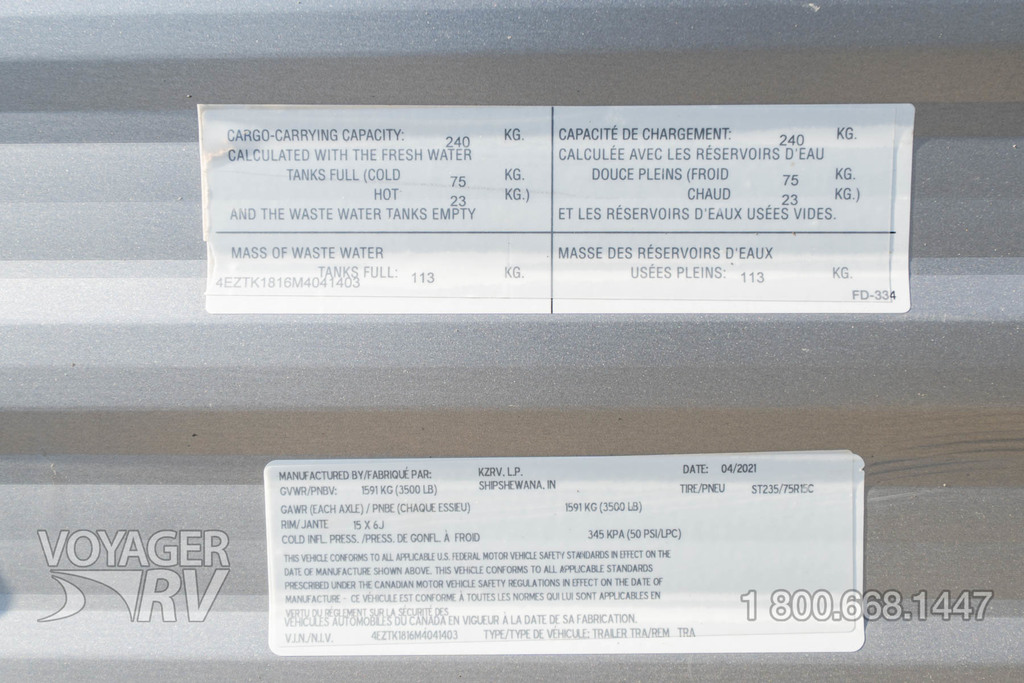 CARGO-CARRYING CAPACITY: 240 KG.
CALCULATED WITH THE FRESH WATER
TANKS FULL (COLD 75 KG.
HOT 23 KG.)
AND THE WASTE WATER TANKS EMPTY
CAPACITÉ DE CHARGEMENT: 240 KG.
CALCULÉE AVEC LES RÉSERVOIRS D'EAU
DOUCE PLEINS (FROID 75 KG.
CHAUD 23 KG.)
ET LES RÉSERVOIRS D'EAUX USÉES VIDES.
MASS OF WASTE WATER
TANKS FULL: 113 KG.
4EZTK1816M4041403
MASSE DES RÉSERVOIRS D'EAUX
USÉES PLEINS: 113 KG.
FD-334
MANUFACTURED BY/FABRIQUÉ PAR: KZRV, L.P. DATE: 04/2021
SHIPSHEWANA, IN
GVWR/PNBV: 1591 KG (3500 LB) TIRE/PNEU ST235/75R15C
GAWR (EACH AXLE) / PNBE (CHAQUE ESSIEU) 1591 KG (3500 LB)
RIM/JANTE 15 X 6J
COLD INFL. PRESS. /PRESS. DE GONFL. À FROID 345 KPA (50 PSI/LPC)
THIS VEHICLE CONFORMS TO ALL APPLICABLE U.S. FEDERAL MOTOR VEHICLE SAFETY STANDARDS IN EFFECT ON THE
DATE OF MANUFACTURE SHOWN ABOVE. THIS VEHICLE CONFORMS TO ALL APPLICABLE STANDARDS
PRESCRIBED UNDER THE CANADIAN MOTOR VEHICLE SAFETY REGULATIONS IN EFFECT ON THE DATE OF
MANUFACTURE - CE VÉHICULE EST CONFORME À TOUTES LES NORMES QUI LUI SONT APPLICABLES EN
VERTU DU RÈGLEMENT SUR LA SÉCURITÉ DES
VÉHICULES AUTOMOBILES DU CANADA EN VIGUEUR À LA DATE DE SA FABRICATION.
V.I.N./N.I.V. 4EZTK1816M4041403 TYPE/TYPE DE VÉHICULE: TRAILER TRA/REM TRA
VOYAGER
RV
1 800.668.1447